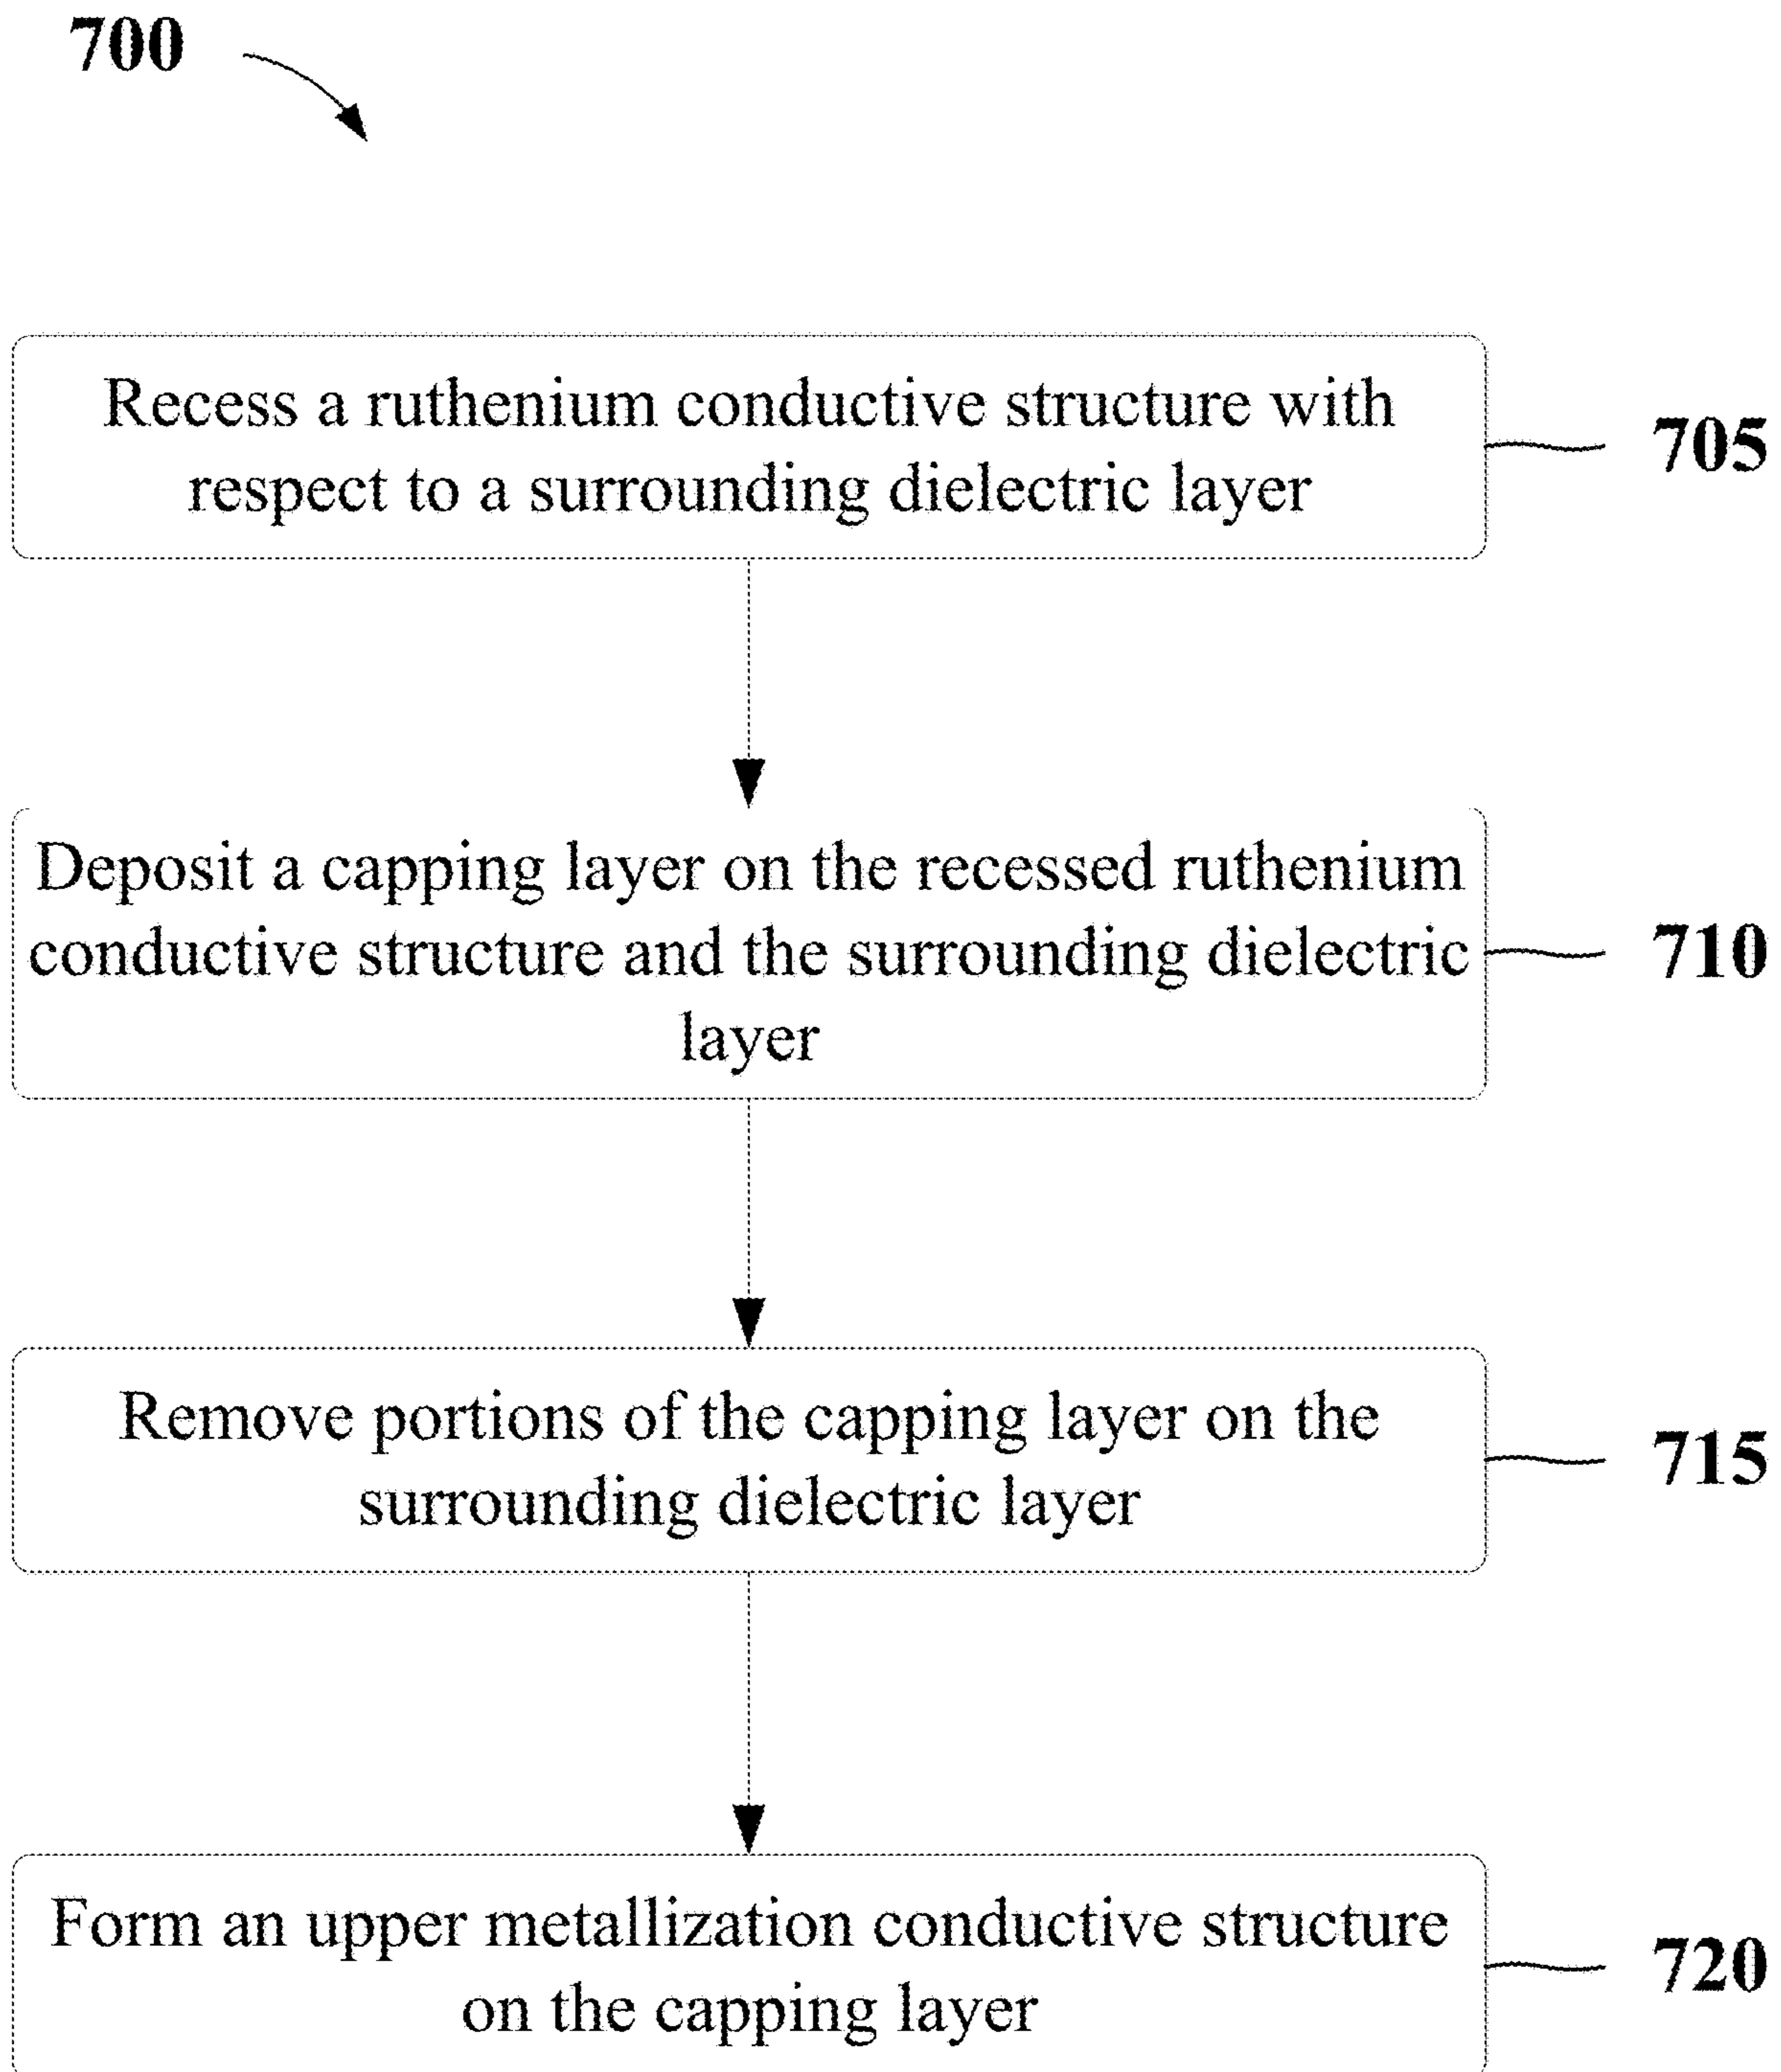 700
Recess a ruthenium conductive structure with
respect to a surrounding dielectric layer
705
Deposit a capping layer on the recessed ruthenium
conductive structure and the surrounding dielectric
layer
710
Remove portions of the capping layer on the
surrounding dielectric layer
715
Form an upper metallization conductive structure
on the capping layer
720